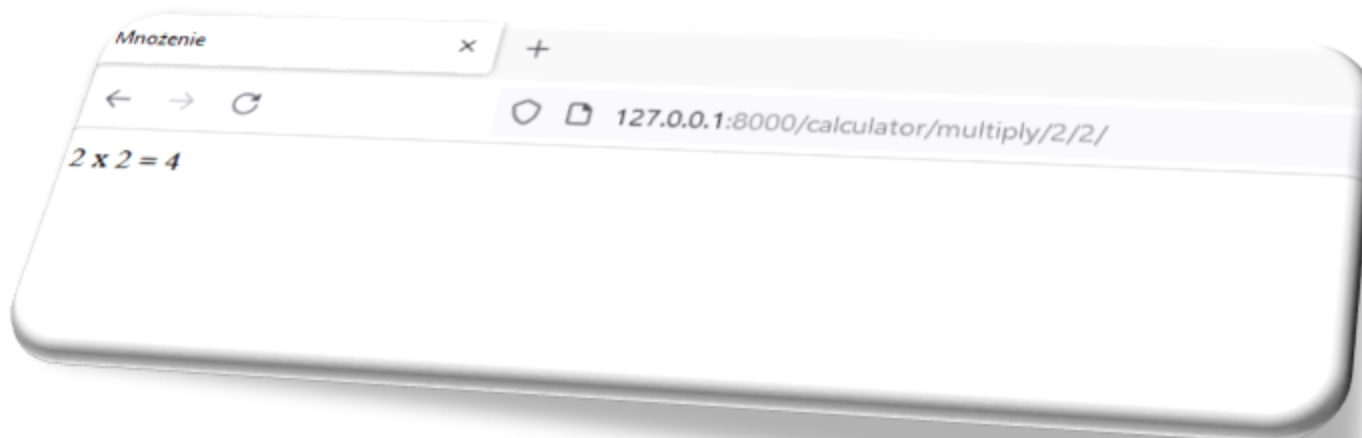 Mnożenie
127.0.0.1:8000/calculator/multiply/2/2/
2 x 2 = 4